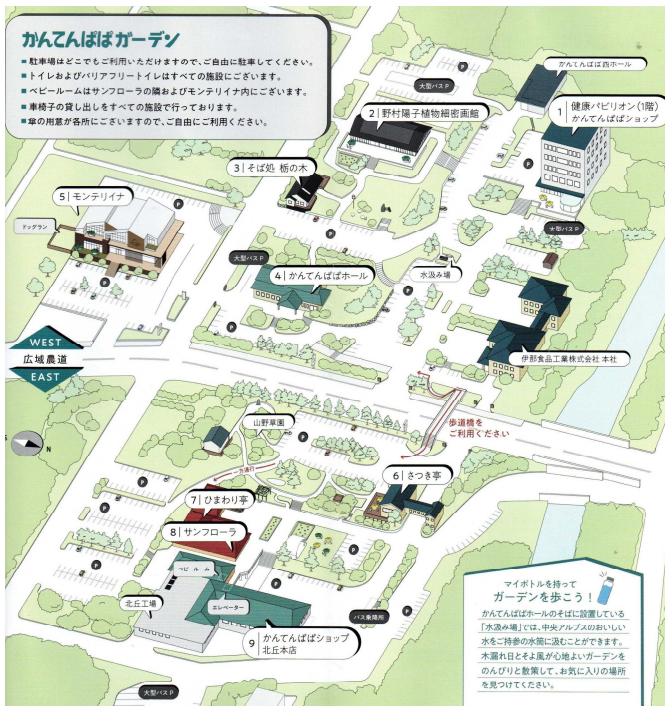 かんてんぱぱガーデン
■ 駐車場はどこでもご利用いただけますので、ご自由に駐車してください。
■ トイレおよびバリアフリートイレはすべての施設にございます。
■ ベビールームはサンフローラの隣およびモンテリイナ内にございます。
■ 車椅子の貸し出しをすべての施設で行っております。
■ 傘の用意が各所にございますので、ご自由にご利用ください。
かんてんぱぱ西ホール
大型バスP
1 | 健康パビリオン(1階)
かんてんぱぱショップ
2 | 野村陽子植物細密画館
P
3 | そば処 栃の木
P
5 | モンテリイナ
ドッグラン
P
P
大型バスP
P
大型バスP
4 | かんてんぱぱホール
水汲み場
P
P
P
伊那食品工業株式会社 本社
WEST
広域農道
EAST
歩道橋を
ご利用ください
山野草園
P
S
N
P
一方通行
6 | さつき亭
7 | ひまわり亭
P
8 | サンフローラ
P
P
ベビールーム
北丘工場
エレベーター
P
バス乗降所
9 | かんてんぱぱショップ
北丘本店
大型バスP
マイボトルを持って
ガーデンを歩こう!
かんてんぱぱホールのそばに設置している
「水汲み場」では、中央アルプスのおいしい
水をご持参の水筒に汲むことができます。
木漏れ日とそよ風が心地よいガーデンを
のんびりと散策して、お気に入りの場所
を見つけてください。